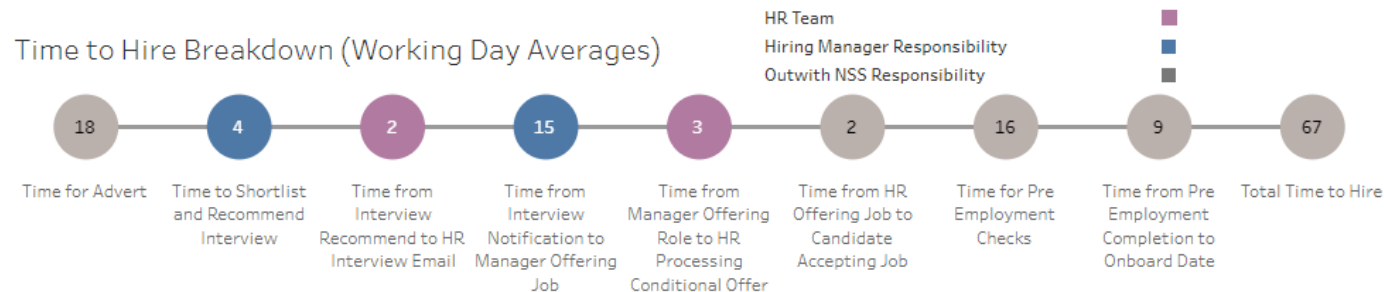 HR Team
Hiring Manager Responsibility
Outwith NSS Responsibility
Time to Hire Breakdown (Working Day Averages)
18
4
2
15
3
2
16
9
67
Time for Advert
Time to Shortlist
and Recommend
Interview
Time from
Interview
Recommend to HR
Interview Email
Time from
Interview
Notification to
Manager Offering
Job
Time from
Manager Offering
Role to HR
Processing
Conditional Offer
Time from HR
Offering Job to
Candidate
Accepting Job
Time for Pre
Employment
Checks
Time from Pre
Employment
Completion to
Onboard Date
Total Time to Hire